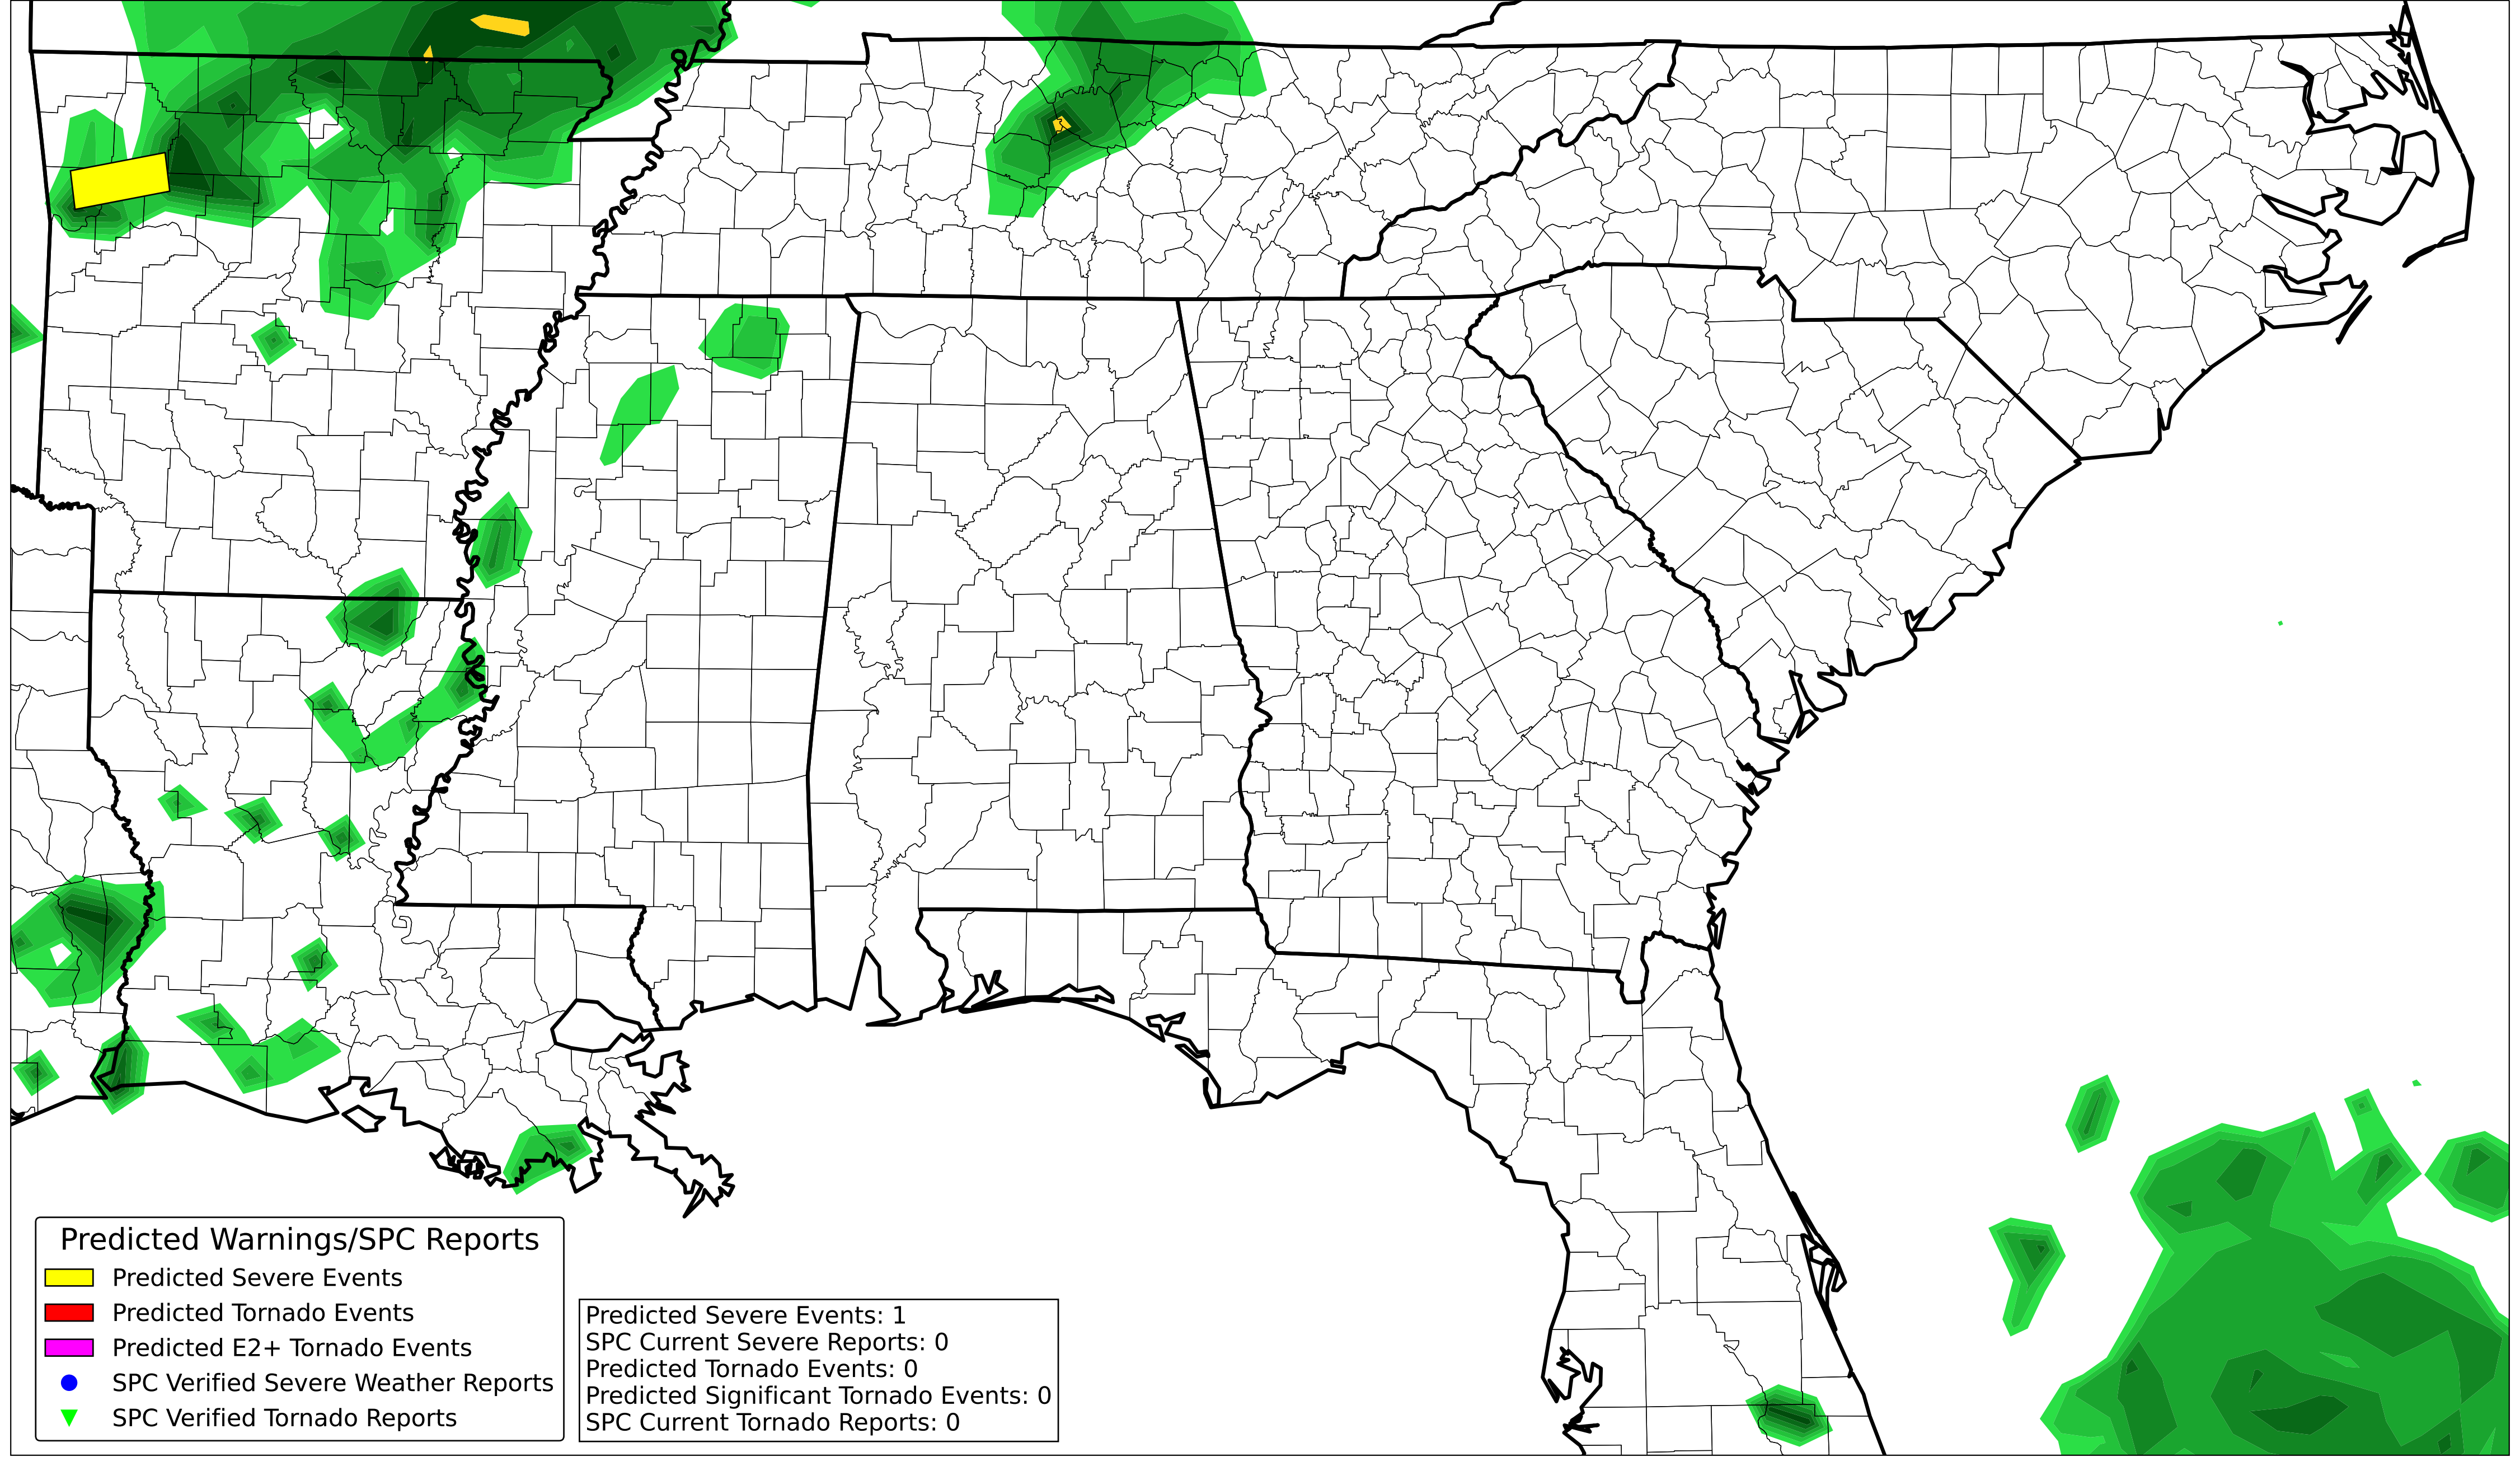 Predicted Warnings/SPC Reports
Predicted Severe Events
Predicted Tornado Events
Predicted E2+ Tornado Events
SPC Verified Severe Weather Reports
SPC Verified Tornado Reports
Predicted Severe Events: 1
SPC Current Severe Reports: 0
Predicted Tornado Events: 0
Predicted Significant Tornado Events: 0
SPC Current Tornado Reports: 0